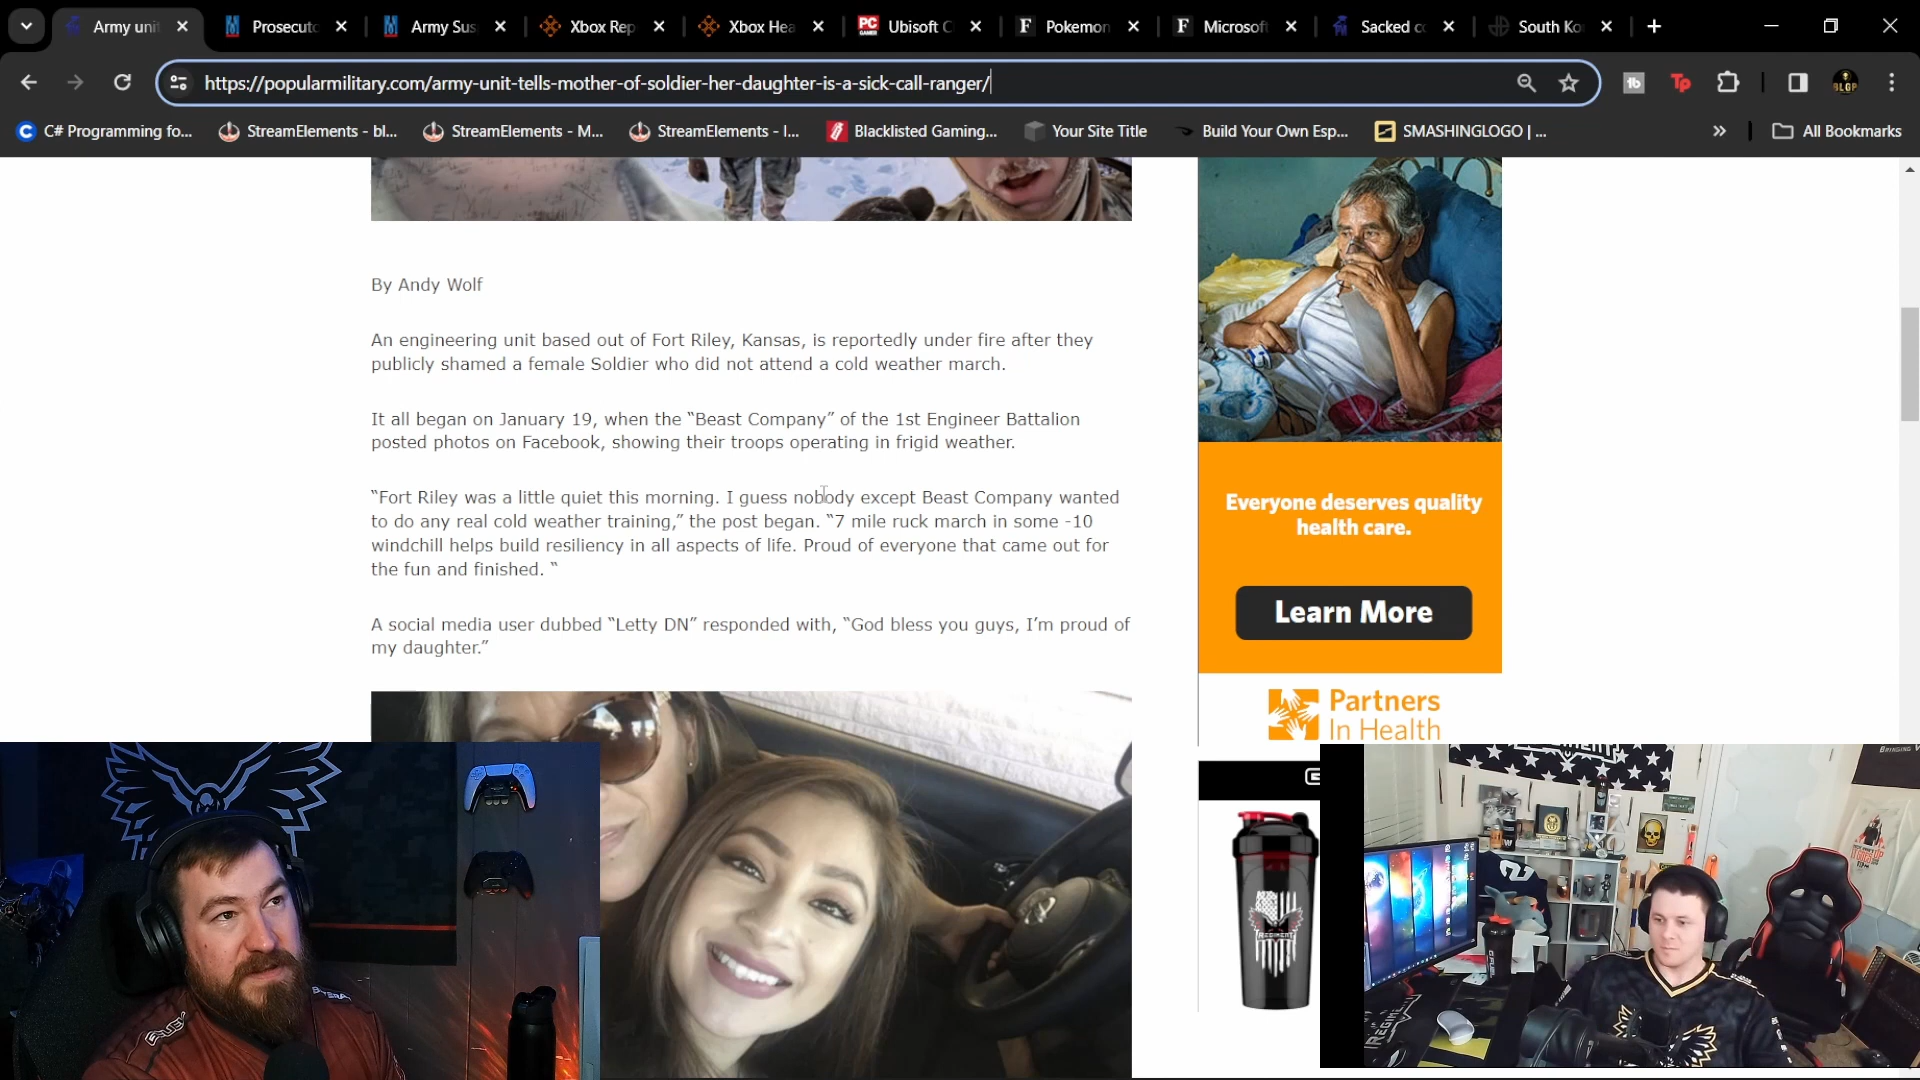 Army unit
Prosecuto
Army Sus
Xbox Rep
Xbox Hea
PC GAMER
Ubisoft C
F
Pokemon
F
Microsoft
Sacked co
South Ko
https://popularmilitary.com/army-unit-tells-mother-of-soldier-her-daughter-is-a-sick-call-ranger/
tb
Tp
BLGP
C# Programming fo...
StreamElements - bl...
StreamElements - M...
StreamElements - I...
Blacklisted Gaming...
Your Site Title
Build Your Own Esp...
SMASHINGLOGO | ...
All Bookmarks
By Andy Wolf
An engineering unit based out of Fort Riley, Kansas, is reportedly under fire after they
publicly shamed a female Soldier who did not attend a cold weather march.
It all began on January 19, when the “Beast Company” of the 1st Engineer Battalion
posted photos on Facebook, showing their troops operating in frigid weather.
“Fort Riley was a little quiet this morning. I guess nobody except Beast Company wanted
to do any real cold weather training,” the post began. “7 mile ruck march in some -10
windchill helps build resiliency in all aspects of life. Proud of everyone that came out for
the fun and finished. “
A social media user dubbed “Letty DN” responded with, “God bless you guys, I’m proud of
my daughter.”
Everyone deserves quality
health care.
Learn More
Partners
In Health
REGIMENT